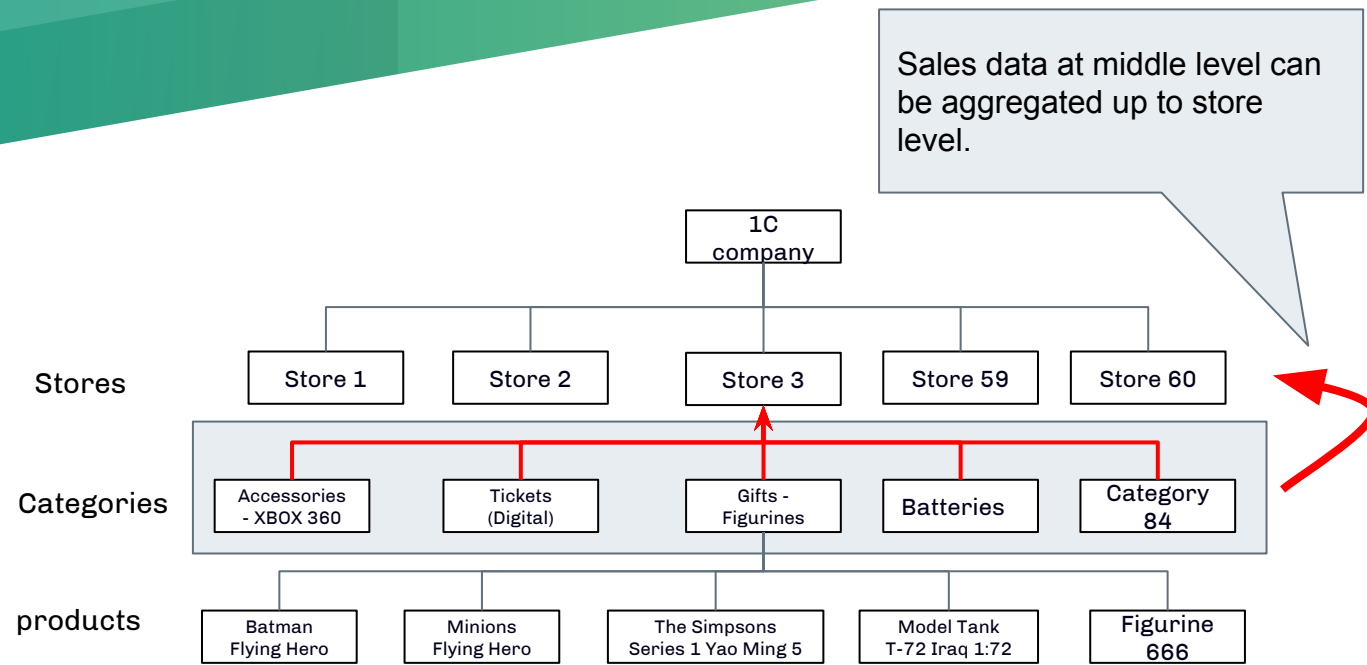 Sales data at middle level can
be aggregated up to store
level.
1C
company
Stores
Store 1
Store 2
Store 3
Store 59
Store 60
Categories
Accessories
- XBOX 360
Tickets
(Digital)
Gifts -
Figurines
Batteries
Category
84
products
Batman
Flying Hero
Minions
Flying Hero
The Simpsons
Series 1 Yao Ming 5
Model Tank
T-72 Iraq 1:72
Figurine
666